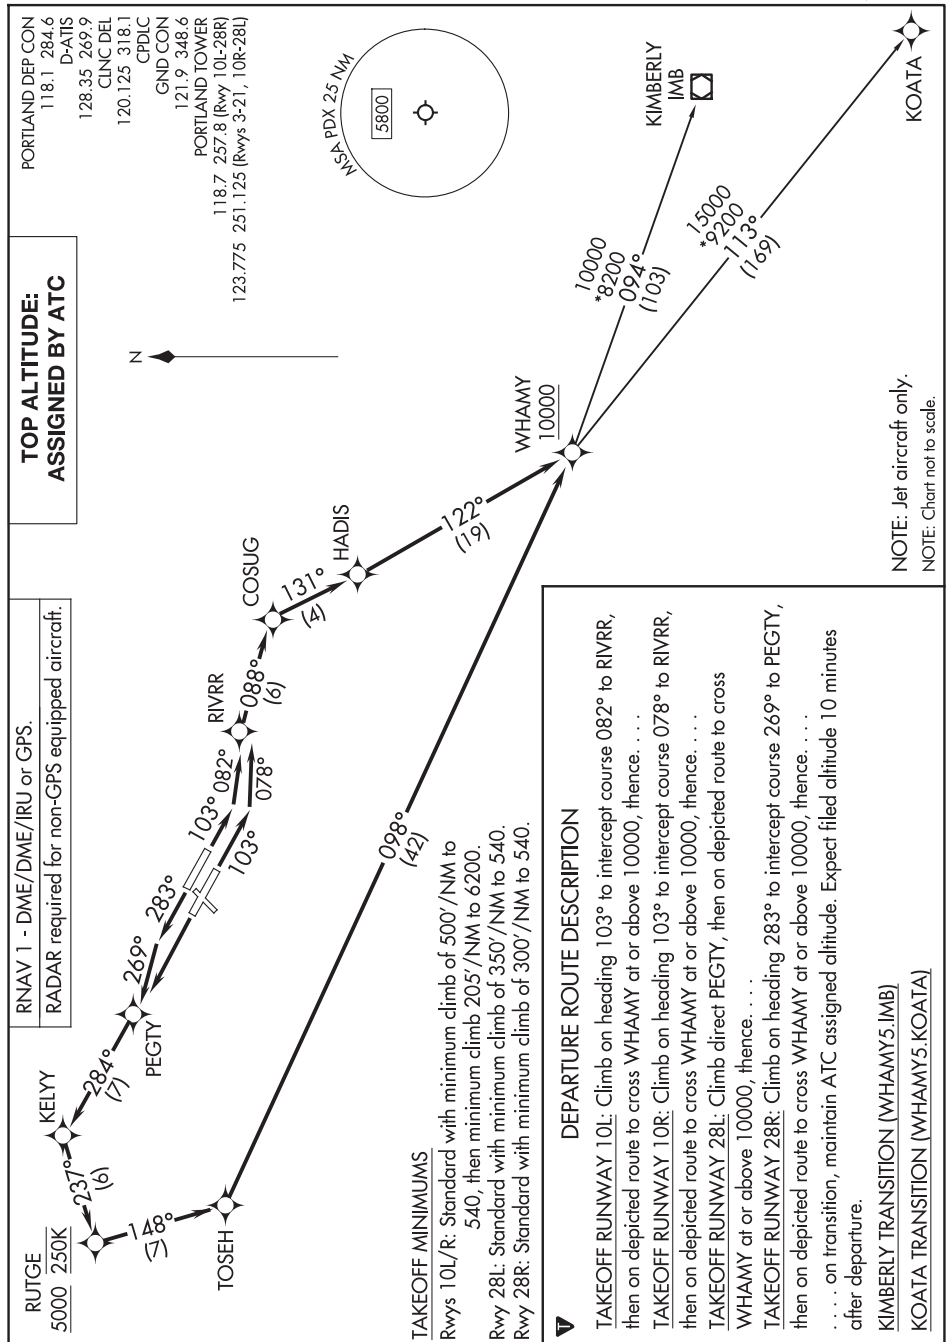 RNAV 1 - DME/DME/IRU or GPS.
RADAR required for non-GPS equipped aircraft.
TOP ALTITUDE:
ASSIGNED BY ATC
PORTLAND DEP CON
118.1 284.6
D-ATIS
128.35 269.9
CLNC DEL
120.125 318.1
CPDLC
GND CON
121.9 348.6
PORTLAND TOWER
118.7 257.8 (Rwy 10L-28R)
123.775 251.125 (Rwys 3-21, 10R-28L)
MSA PDX 25 NM
5800
N
RUTGE
5000 250K
KELYY
237°
(6)
284°
(7)
148°
(7)
TOSEH
PEGTY
269°
283°
103°
103°
082°
078°
RIVRR
088°
(6)
COSUG
131°
(4)
HADIS
122°
(19)
098°
(42)
WHAMY
10000
10000
*8200
094°
(103)
KIMBERLY
IMB
15000
*9200
113°
(169)
KOATA
TAKEOFF MINIMUMS
Rwys 10L/R: Standard with minimum climb of 500'/NM to
540, then minimum climb 205'/NM to 6200.
Rwy 28L: Standard with minimum climb of 350'/NM to 540.
Rwy 28R: Standard with minimum climb of 300'/NM to 540.
NOTE: Jet aircraft only.
NOTE: Chart not to scale.
T
DEPARTURE ROUTE DESCRIPTION
TAKEOFF RUNWAY 10L: Climb on heading 103° to intercept course 082° to RIVRR,
then on depicted route to cross WHAMY at or above 10000, thence. . . .
TAKEOFF RUNWAY 10R: Climb on heading 103° to intercept course 078° to RIVRR,
then on depicted route to cross WHAMY at or above 10000, thence. . . .
TAKEOFF RUNWAY 28L: Climb direct PEGTY, then on depicted route to cross
WHAMY at or above 10000, thence. . . .
TAKEOFF RUNWAY 28R: Climb on heading 283° to intercept course 269° to PEGTY,
then on depicted route to cross WHAMY at or above 10000, thence. . . .
. . . . on transition, maintain ATC assigned altitude. Expect filed altitude 10 minutes
after departure.
KIMBERLY TRANSITION (WHAMY5.IMB)
KOATA TRANSITION (WHAMY5.KOATA)